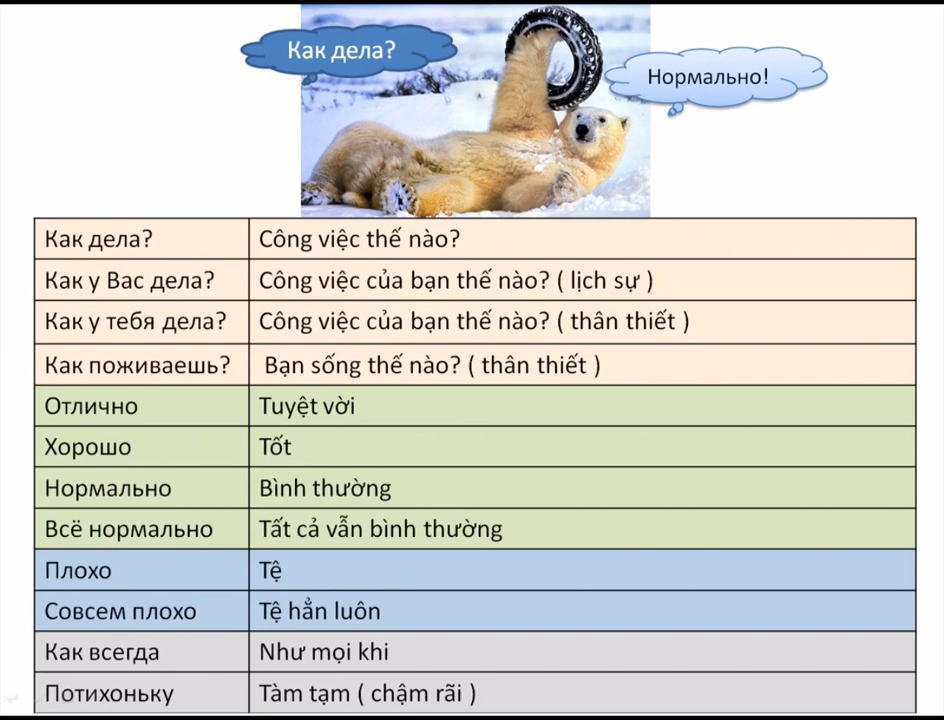 Как дела?
Нормально!
Как дела? Công việc thế nào?
Как у Вас дела? Công việc của bạn thế nào? ( lịch sự )
Как у тебя дела? Công việc của bạn thế nào? ( thân thiết )
Как поживаешь? Bạn sống thế nào? ( thân thiết )
Отлично Tuyệt vời
Хорошо Tốt
Нормально Bình thường
Всё нормально Tất cả vẫn bình thường
Плохо Tệ
Совсем плохо Tệ hẳn luôn
Как всегда Như mọi khi
Потихоньку Tàm tạm ( chậm rãi )